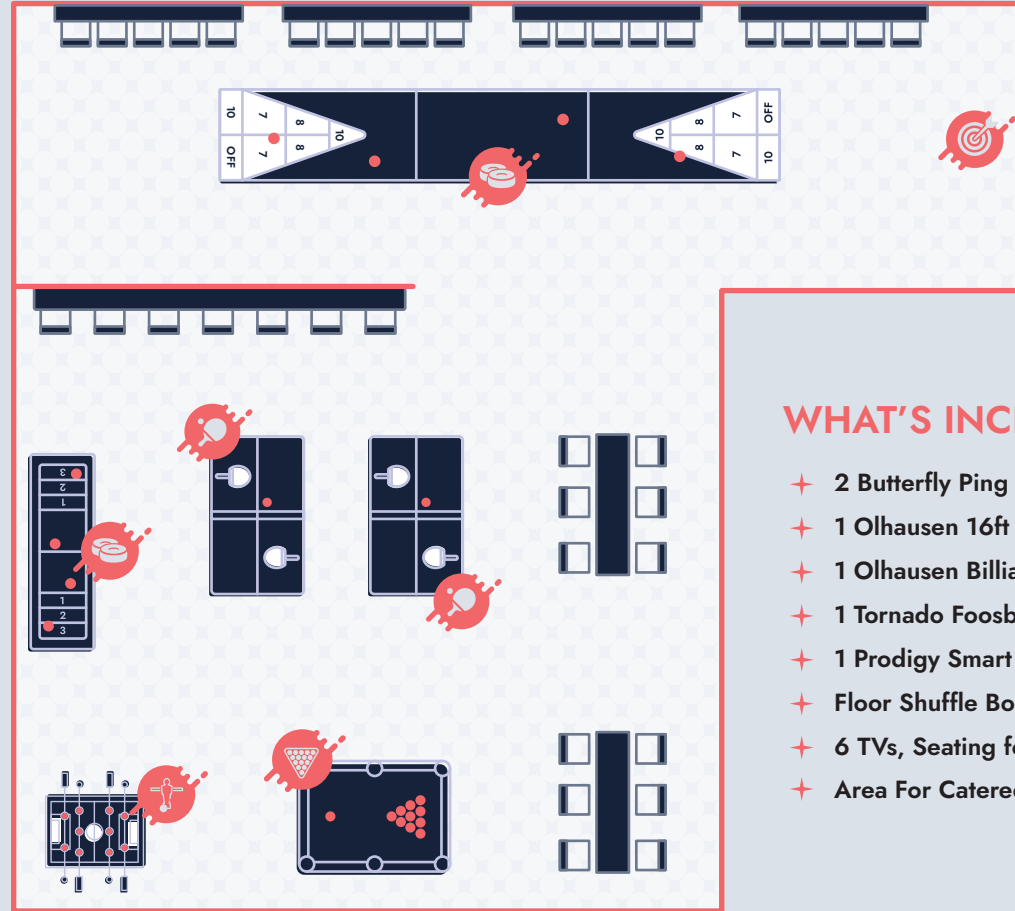 10 7 8 10 8 7 OFF
OFF 7 8 10 8 7 10
3
2
1
1
2
3
WHAT'S INC
2 Butterfly Ping
1 Olhausen 16ft
1 Olhausen Billia
1 Tornado Foosb
1 Prodigy Smart
Floor Shuffle Bo
6 TVs, Seating fo
Area For Catere